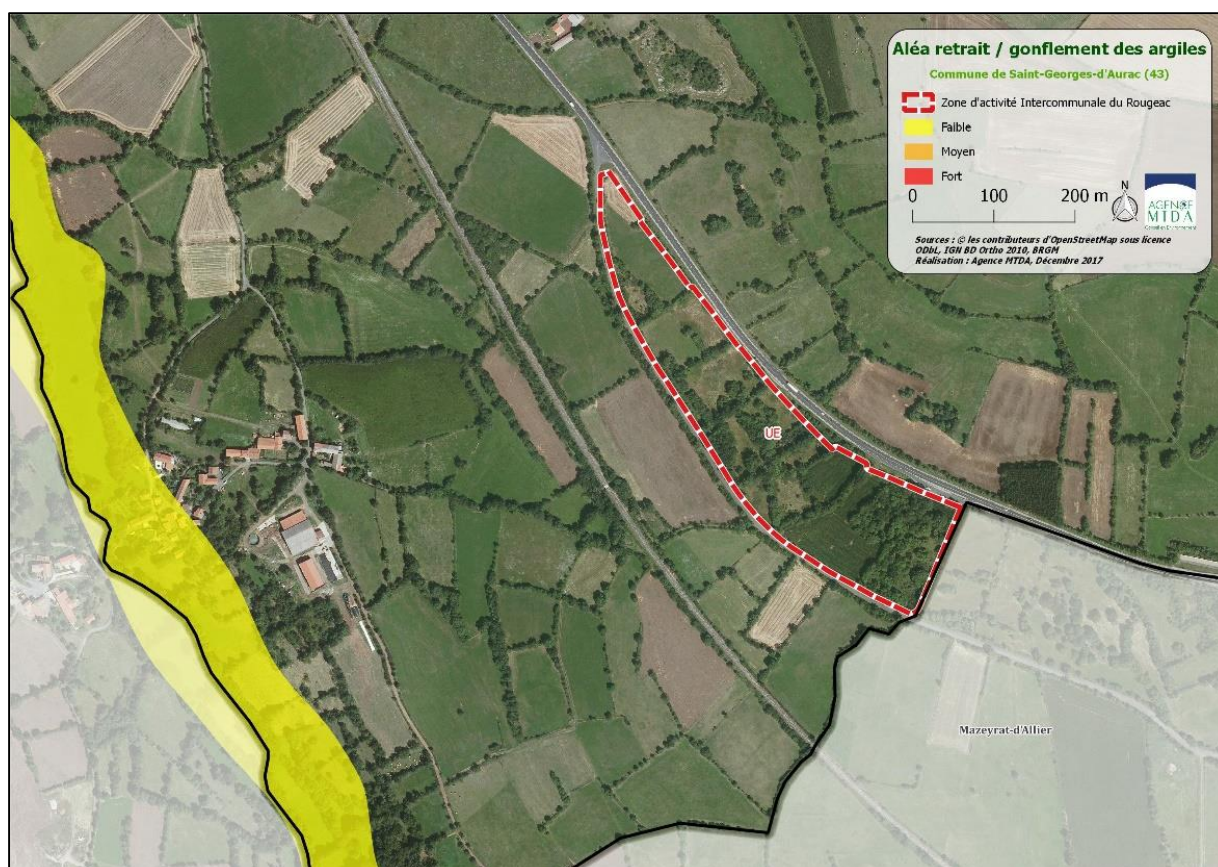 Aléa retrait / gonflement des argiles
Commune de Saint-Georges-d'Aurac (43)
Zone d'activité Intercommunale du Rougeac
Faible
Moyen
Fort
0 100 200 m
N
AGENCE
MTDA
Sources : © les contributeurs d'OpenStreetMap sous licence
ODbL, IGN BD Ortho 2010, BRGM
Réalisation : Agence MTDA, Décembre 2017
UE
Mazeyrat-d'Allier